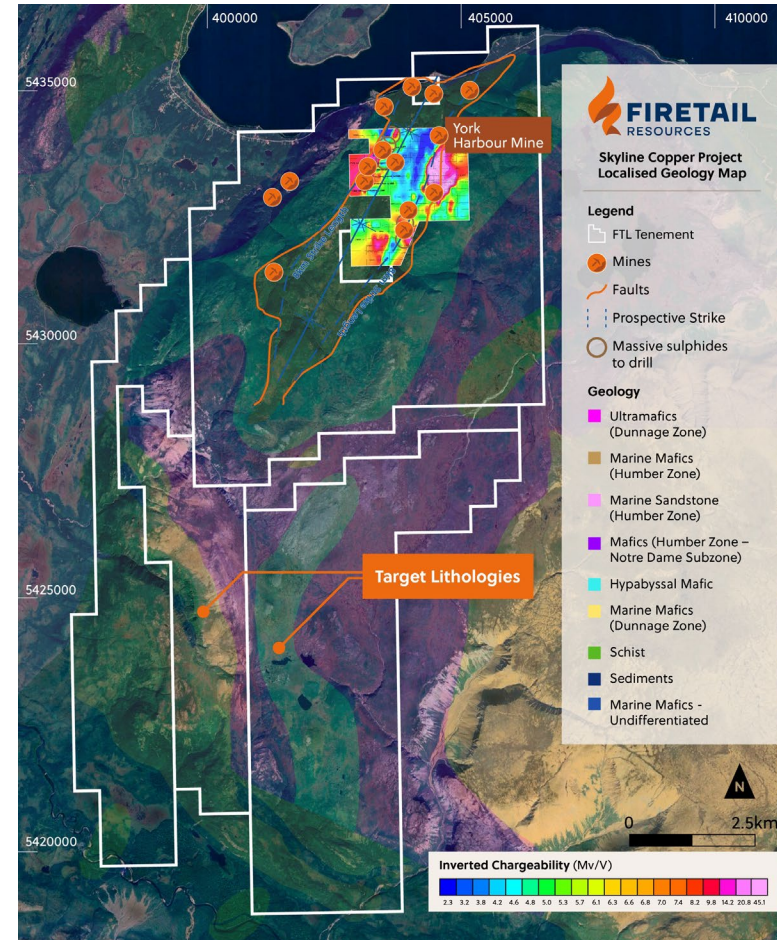 400000
405000
410000
5435000
5430000
5425000
5420000
York
Harbour Mine
Target Lithologies
FIRETAIL
RESOURCES
Skyline Copper Project
Localised Geology Map
Legend
FTL Tenement
Mines
Faults
Prospective Strike
Massive sulphides
to drill
Geology
Ultramafics
(Dunnage Zone)
Marine Mafics
(Humber Zone)
Marine Sandstone
(Humber Zone)
Mafics (Humber Zone –
Notre Dame Subzone)
Hypabyssal Mafic
Marine Mafics
(Dunnage Zone)
Schist
Sediments
Marine Mafics -
Undifferentiated
N
0 2.5km
Inverted Chargeability (Mv/V)
2.3 3.2 3.8 4.2 4.6 4.8 5.0 5.3 5.7 6.1 6.3 6.6 6.8 7.0 7.4 8.2 9.8 14.2 20.8 45.1